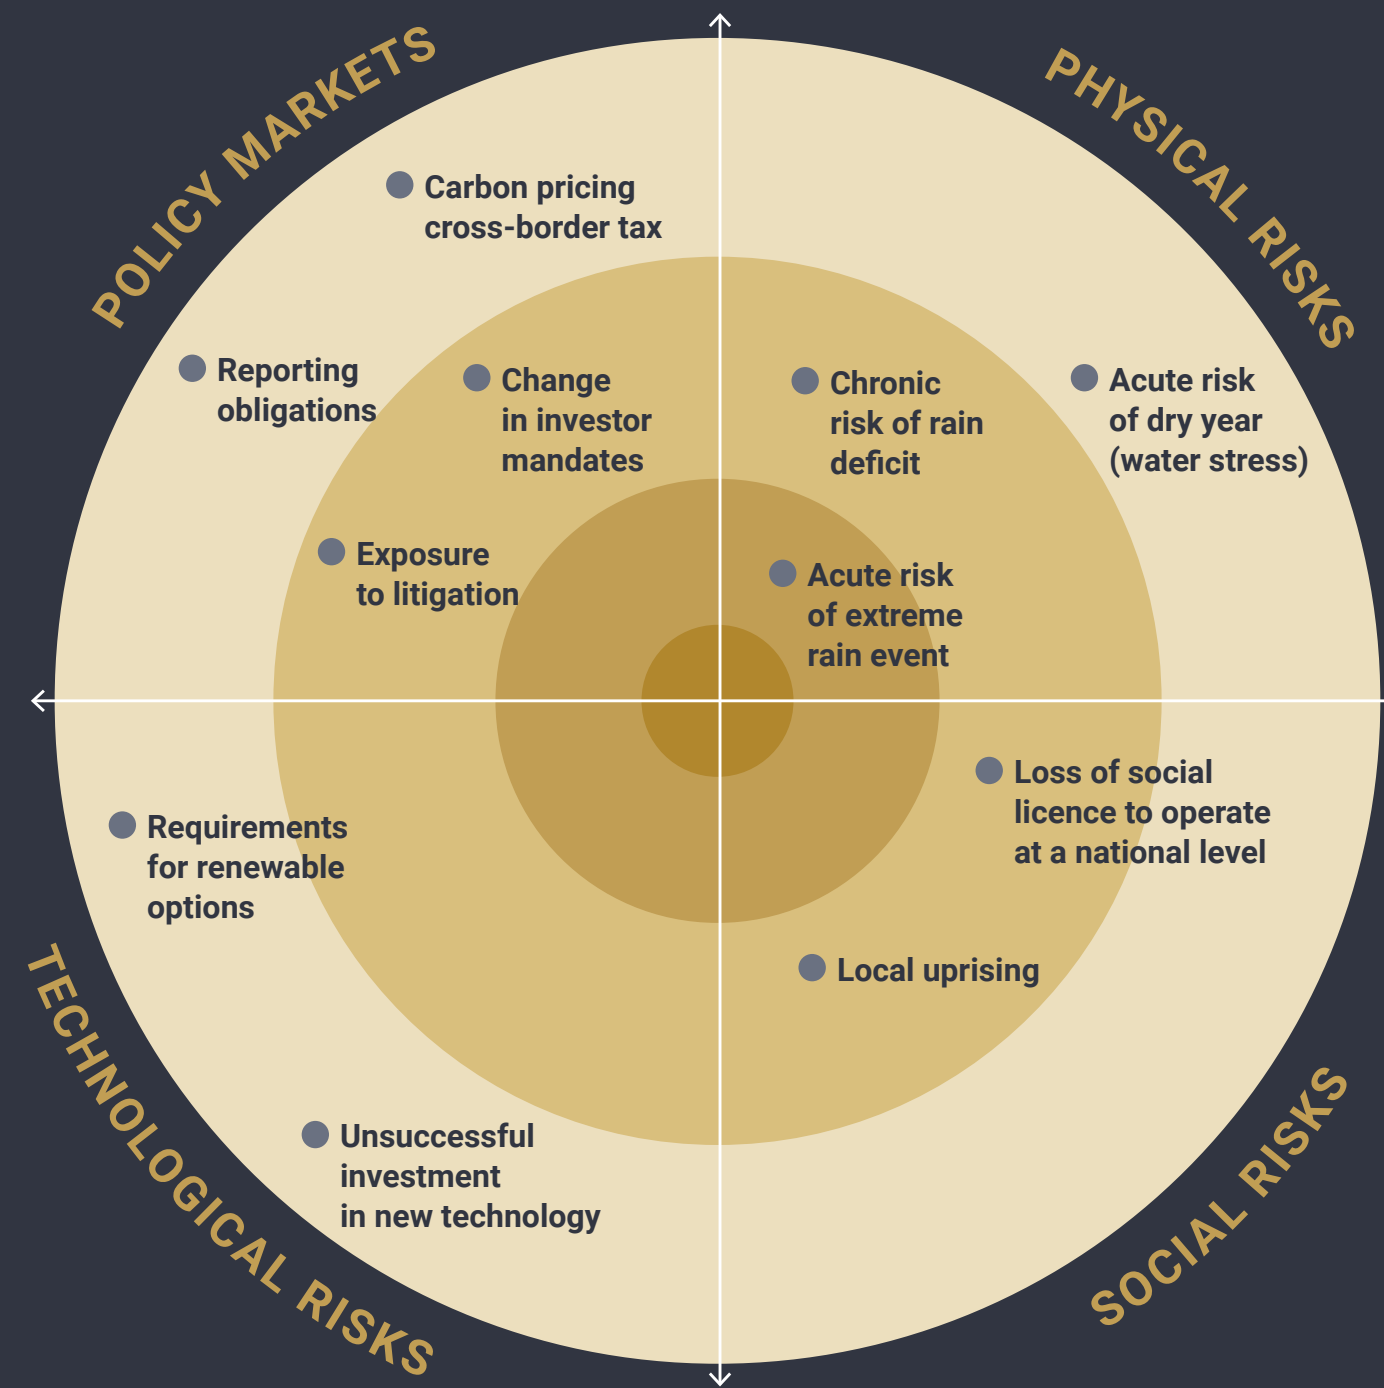 POLICY MARKETS
PHYSICAL RISKS
Carbon pricing
cross-border tax
Reporting
obligations
Change
in investor
mandates
Exposure
to litigation
Chronic
risk of rain
deficit
Acute risk
of dry year
(water stress)
Acute risk
of extreme
rain event
Requirements
for renewable
options
Unsuccessful
investment
in new technology
Loss of social
licence to operate
at a national level
Local uprising
TECHNOLOGICAL RISKS
SOCIAL RISKS